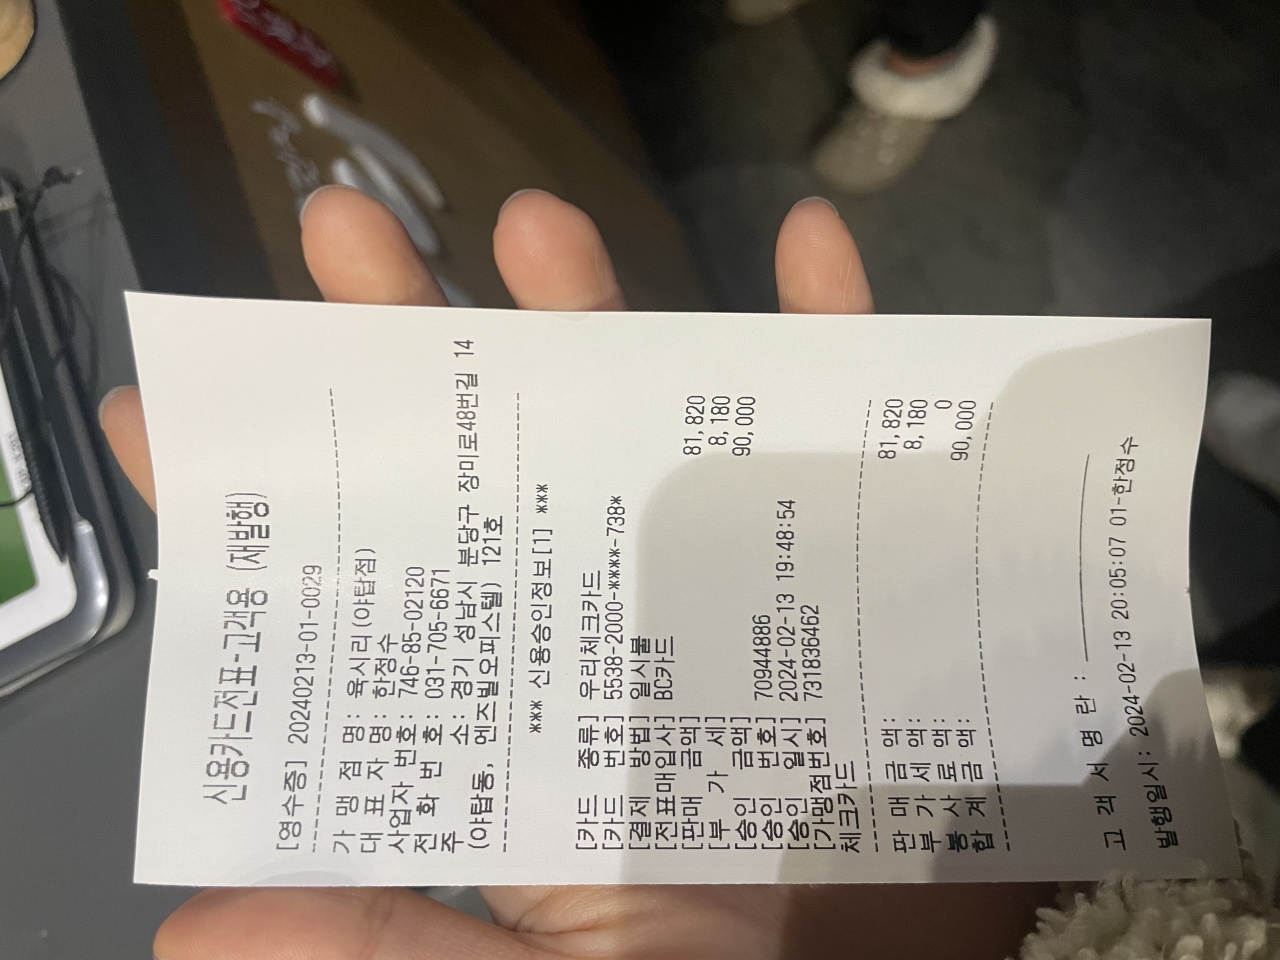 신용카드전표-고객용 (재발행)
[영수증] 20240213-01-0029
가 맹 점 명: 육시리(야탑점)
대 표 자 명: 한정수
사업자 번호: 746-85-02120
전 화 번 호: 031-705-6671
주 소: 경기 성남시 분당구 장미로48번길 14
(야탑동, 엔즈빌오피스텔) 121호
*** 신용승인정보[1] ***
[카드 종류] 우리체크카드
[카드 번호] 5538-2000-****-738*
[결제 방법] 일시불
[전표매입사] BC카드
[판매 금액] 81,820
[부 가 세] 8,180
[승인 금액] 90,000
[승인 번호] 70944886
[승인 일시] 2024-02-13 19:48:54
[가맹점번호] 731836462
체크카드
판 매 금 액: 81,820
부 가 세 액: 8,180
봉 사 료 액: 0
합 계 금 액: 90,000
고 객 서 명 란 :
발행일시: 2024-02-13 20:05:07 01-한정수